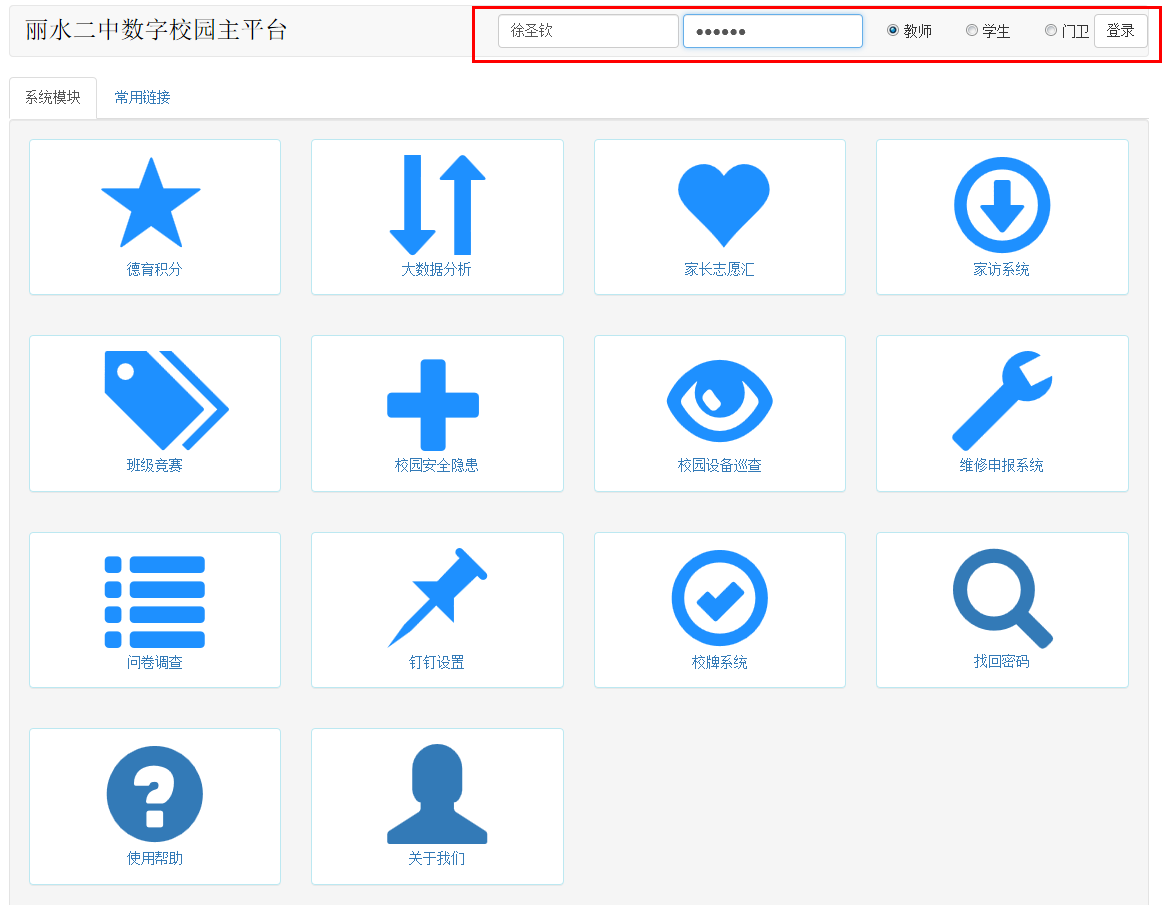 丽水二中数字校园主平台
徐圣钦
●●●●●●
教师 学生 门卫 登录
系统模块 常用链接
德育积分 大数据分析 家长志愿汇 家访系统
班级竞赛 校园安全隐患 校园设备巡查 维修申报系统
问卷调查 钉钉设置 校牌系统 找回密码
使用帮助 关于我们